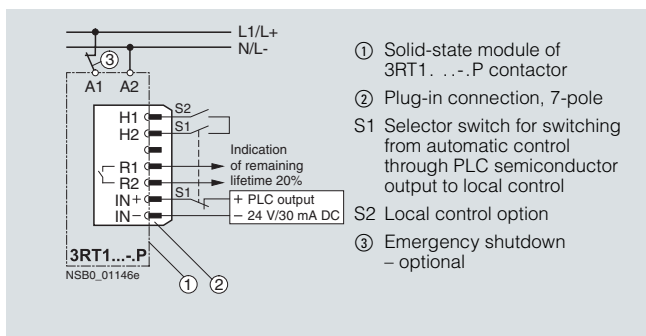 L1/L+
N/L-
③
A1 A2
H1 S2
H2 S1
R1
R2
IN+ S1
IN-
Indication
of remaining
lifetime 20%
+ PLC output
– 24 V/30 mA DC
3RT1...-.P
NSB0_01146e
① ②
① Solid-state module of
3RT1. . ..-.P contactor
② Plug-in connection, 7-pole
S1 Selector switch for switching
from automatic control
through PLC semiconductor
output to local control
S2 Local control option
③ Emergency shutdown
– optional